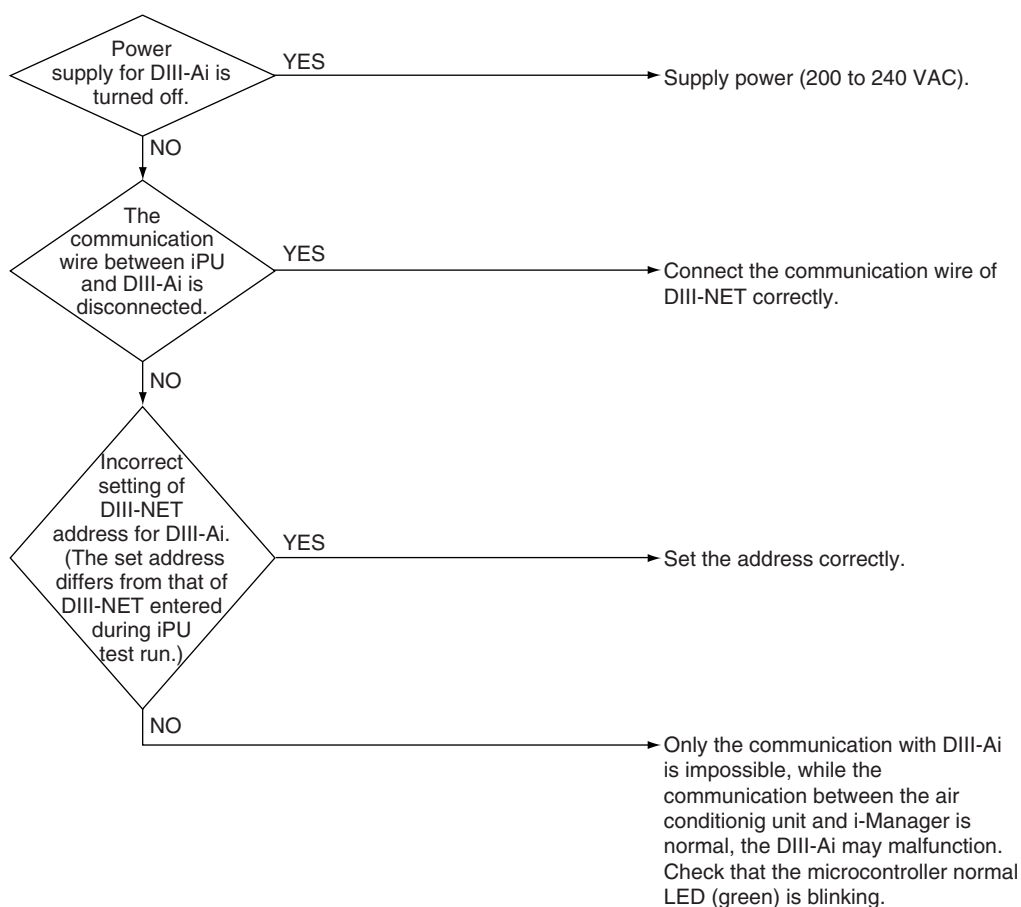 Power
supply for DIII-Ai is
turned off.
YES
Supply power (200 to 240 VAC).
NO
The
communication
wire between iPU
and DIII-Ai is
disconnected.
YES
Connect the communication wire of
DIII-NET correctly.
NO
Incorrect
setting of
DIII-NET
address for DIII-Ai.
(The set address
differs from that of
DIII-NET entered
during iPU
test run.)
YES
Set the address correctly.
NO
Only the communication with DIII-Ai
is impossible, while the
communication between the air
conditionig unit and i-Manager is
normal, the DIII-Ai may malfunction.
Check that the microcontroller normal
LED (green) is blinking.